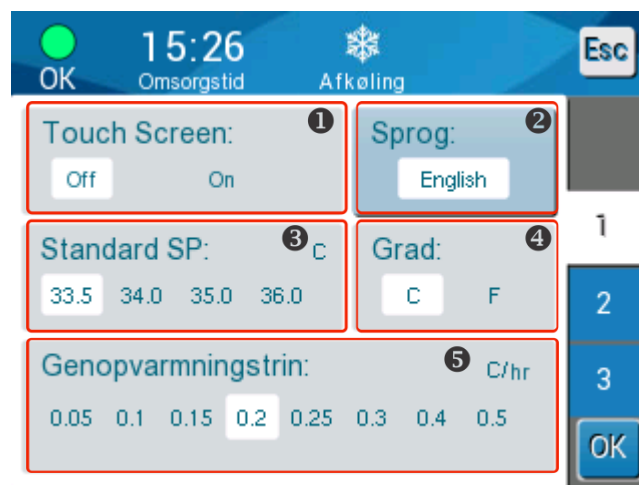 15:26 Esc
OK Omsorgstid Afkøling
Touch Screen: ❶
Off On
Sprog: ❷
English
Standard SP: ❸ C
33.5 34.0 35.0 36.0
Grad: ❹
C F
Genopvarmningstrin: ❺ C/hr
0.05 0.1 0.15 0.2 0.25 0.3 0.4 0.5
1
2
3
OK